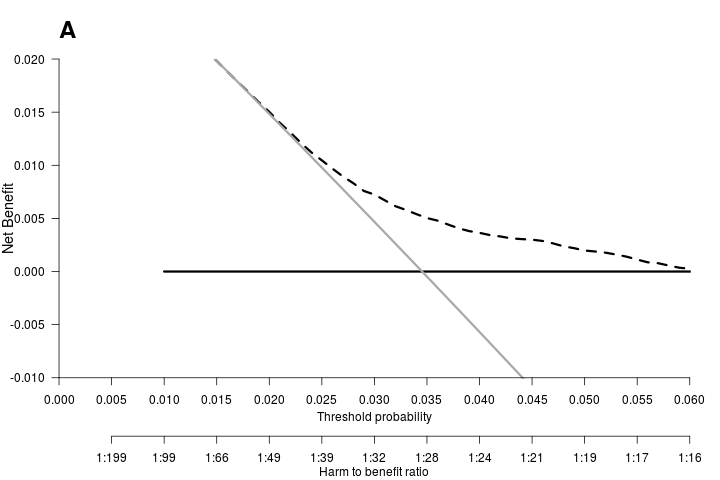 A
0.020
0.015
0.010
0.005
0.000
-0.005
-0.010
Net Benefit
0.000 0.005 0.010 0.015 0.020 0.025 0.030 0.035 0.040 0.045 0.050 0.055 0.060
Threshold probability
1:199 1:99 1:66 1:49 1:39 1:32 1:28 1:24 1:21 1:19 1:17 1:16
Harm to benefit ratio